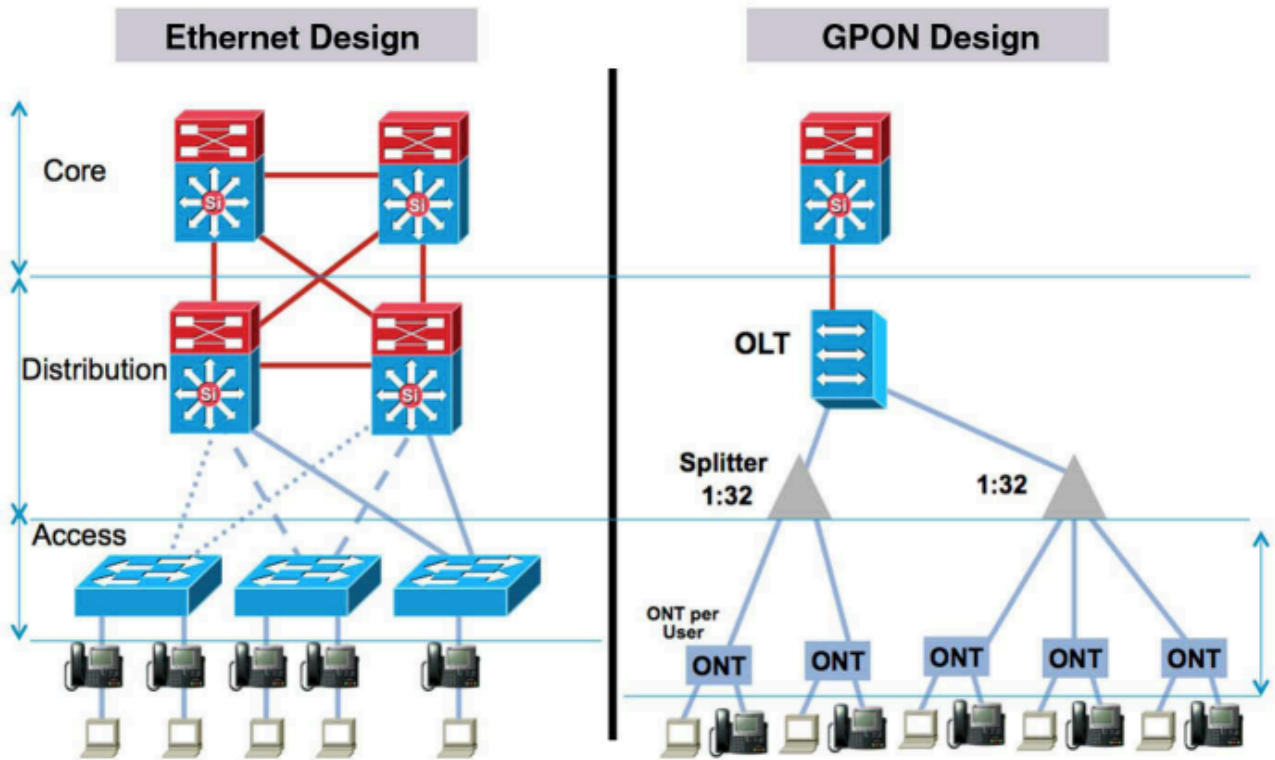 Ethernet Design
GPON Design
Core
Si
Si
Si
Distribution
Si
Si
OLT
Splitter
1:32
1:32
Access
ONT per
User
ONT
ONT
ONT
ONT
ONT